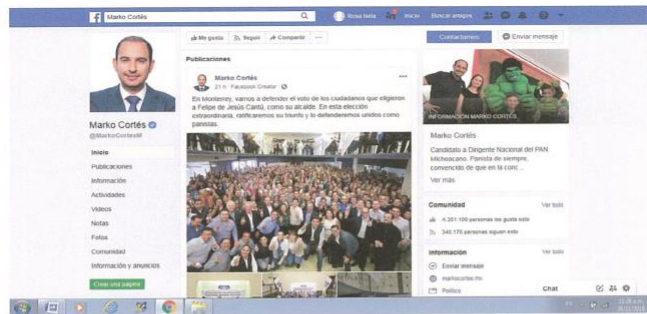 Marko Cortés
Inicio
Buscar amigos
Me gusta
Seguir
Compartir
Contactarnos
Enviar mensaje
Publicaciones
Marko Cortés
21 h · Facebook Creator
En Monterrey, vamos a defender el voto de los ciudadanos que eligieron
a Felipe de Jesús Cantú, como su alcalde. En esta elección
extraordinaria, ratificaremos su triunfo y lo defenderemos unidos como
panistas.
Marko Cortés
@MarkoCortesM
Inicio
Publicaciones
Información
Actividades
Videos
Notas
Fotos
Comunidad
Información y anuncios
Crear una página
INFORMACIÓN MARKO CORTÉS
Marko Cortés
Candidato a Dirigente Nacional del PAN.
Michoacano. Panista de siempre,
convencido de que en la conc...
Ver más
Comunidad
Ver todo
personas les gusta esto
personas siguen esto
Información
Ver todo
Enviar mensaje
markocortes.mx
Político
Chat